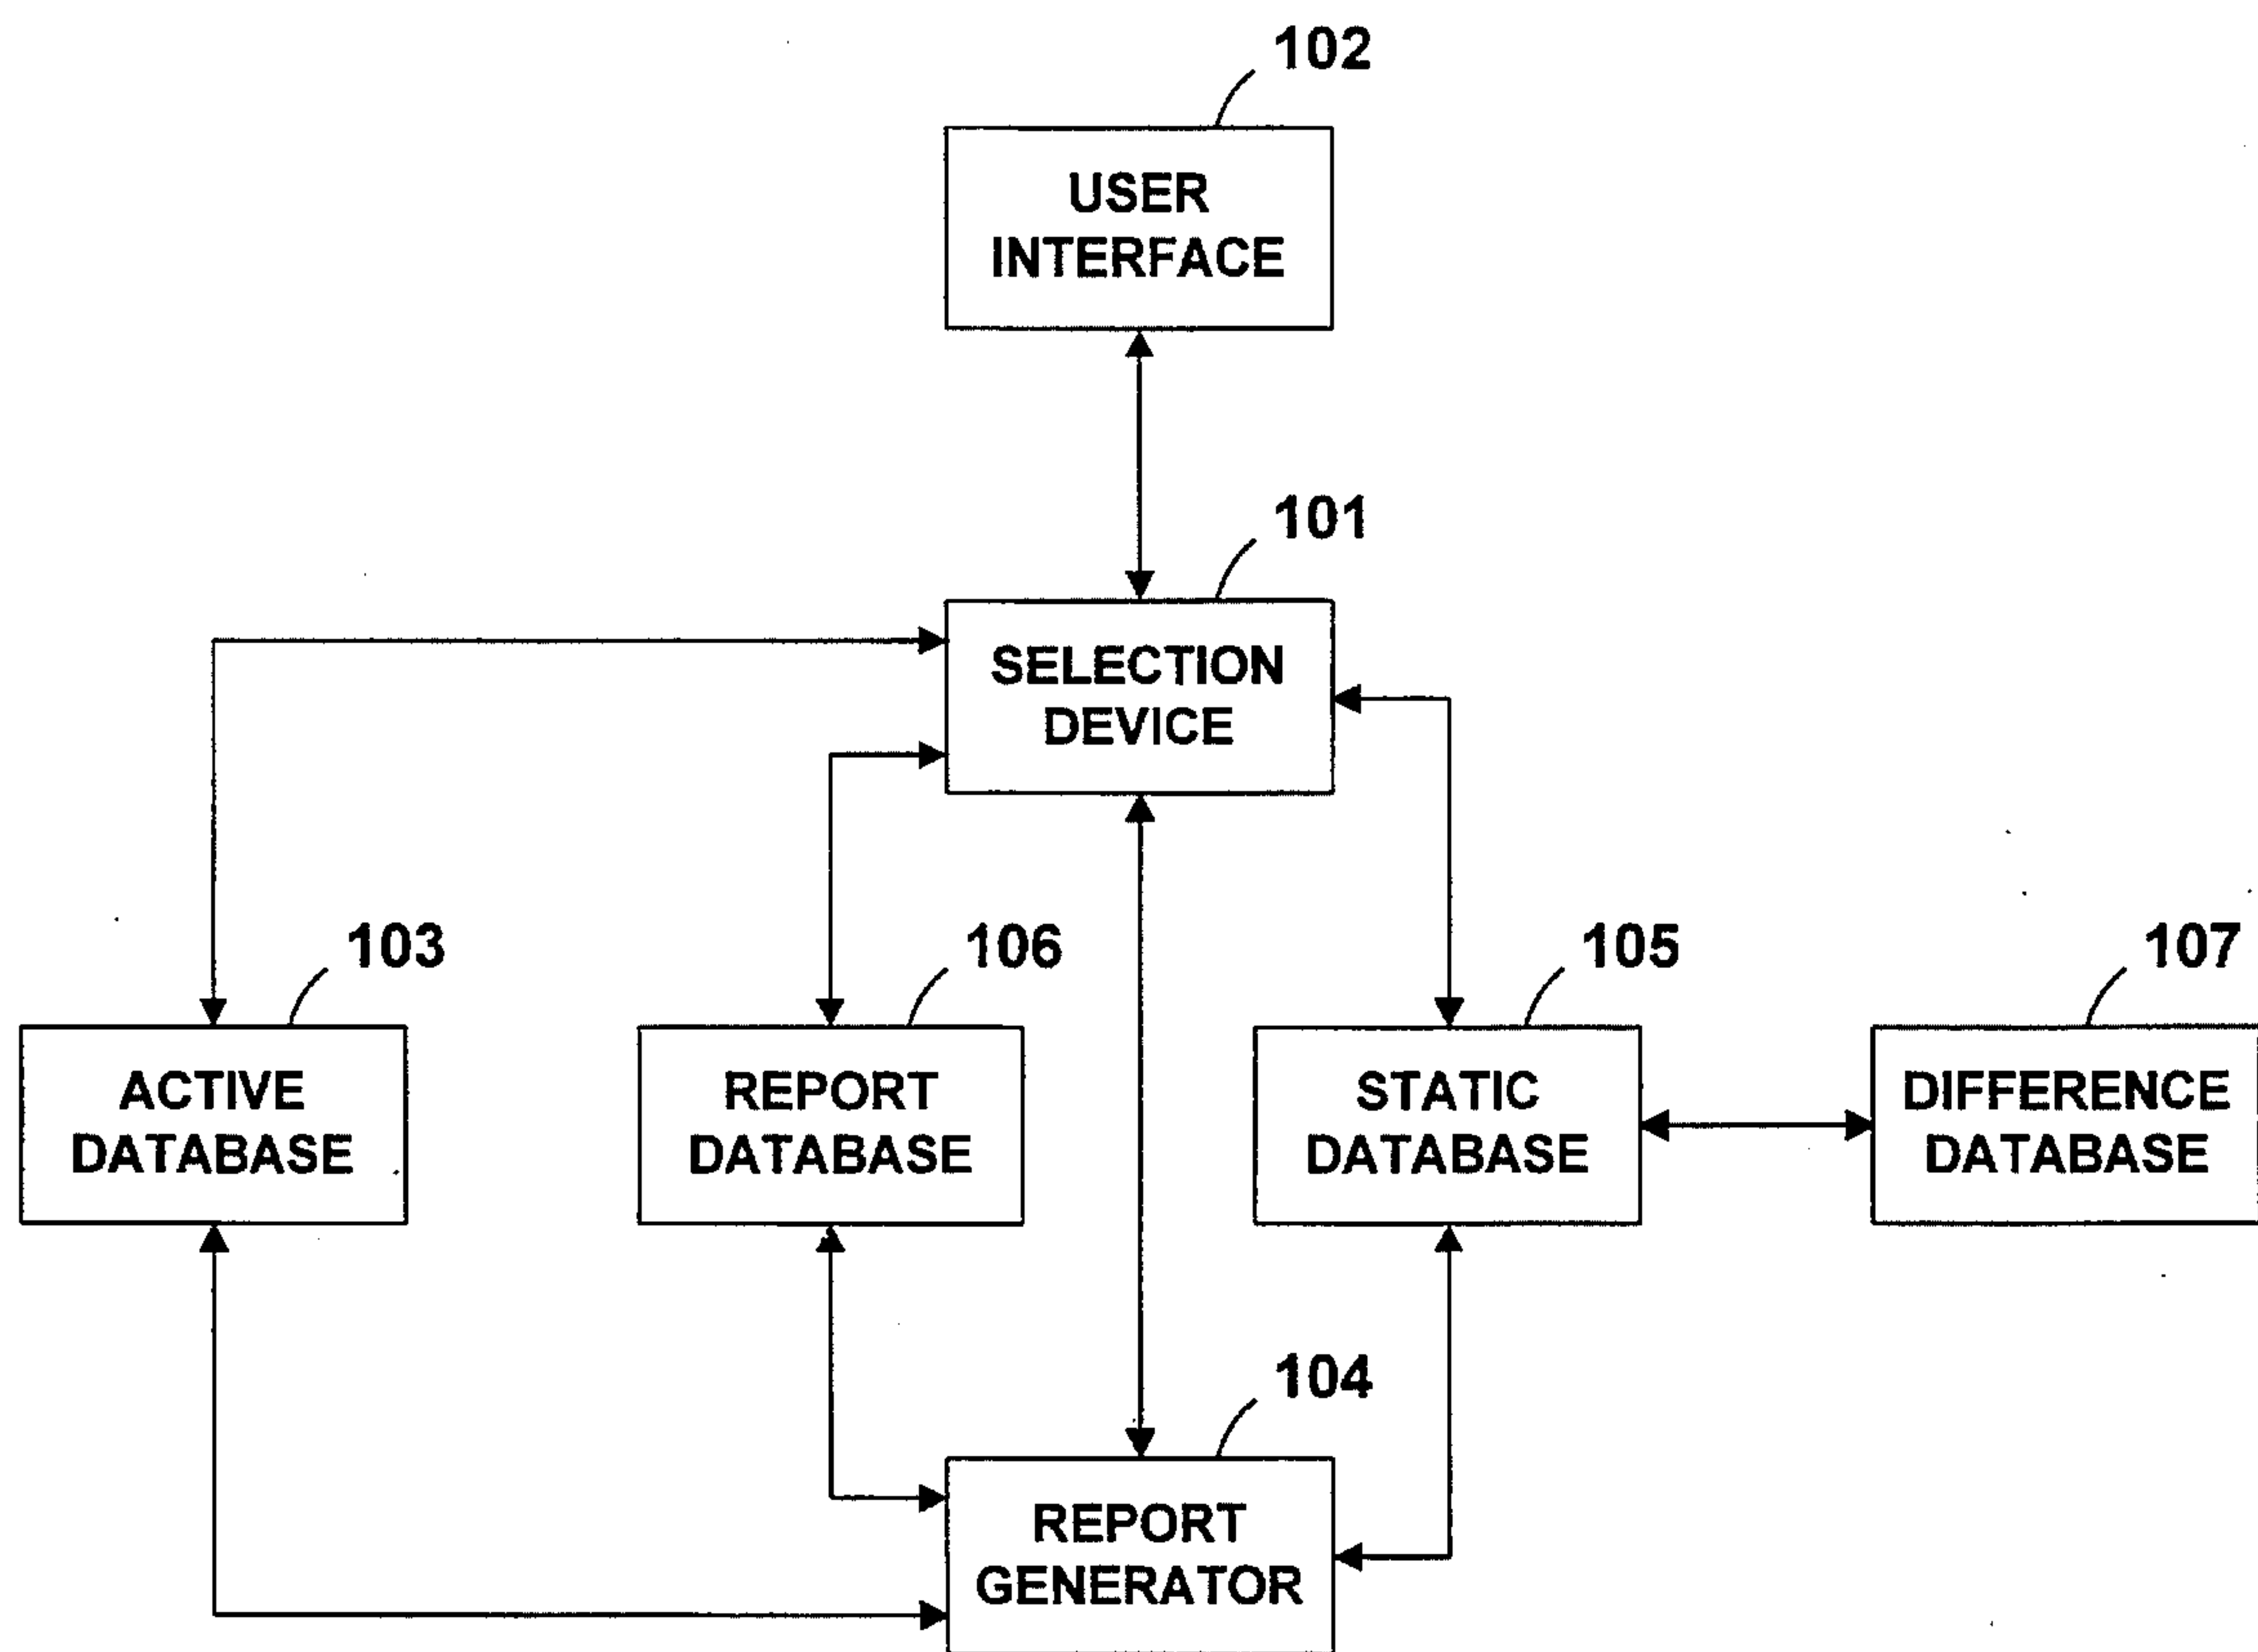 102
USER
INTERFACE
101
SELECTION
DEVICE
103
106
105
107
ACTIVE
DATABASE
REPORT
DATABASE
STATIC
DATABASE
DIFFERENCE
DATABASE
104
REPORT
GENERATOR